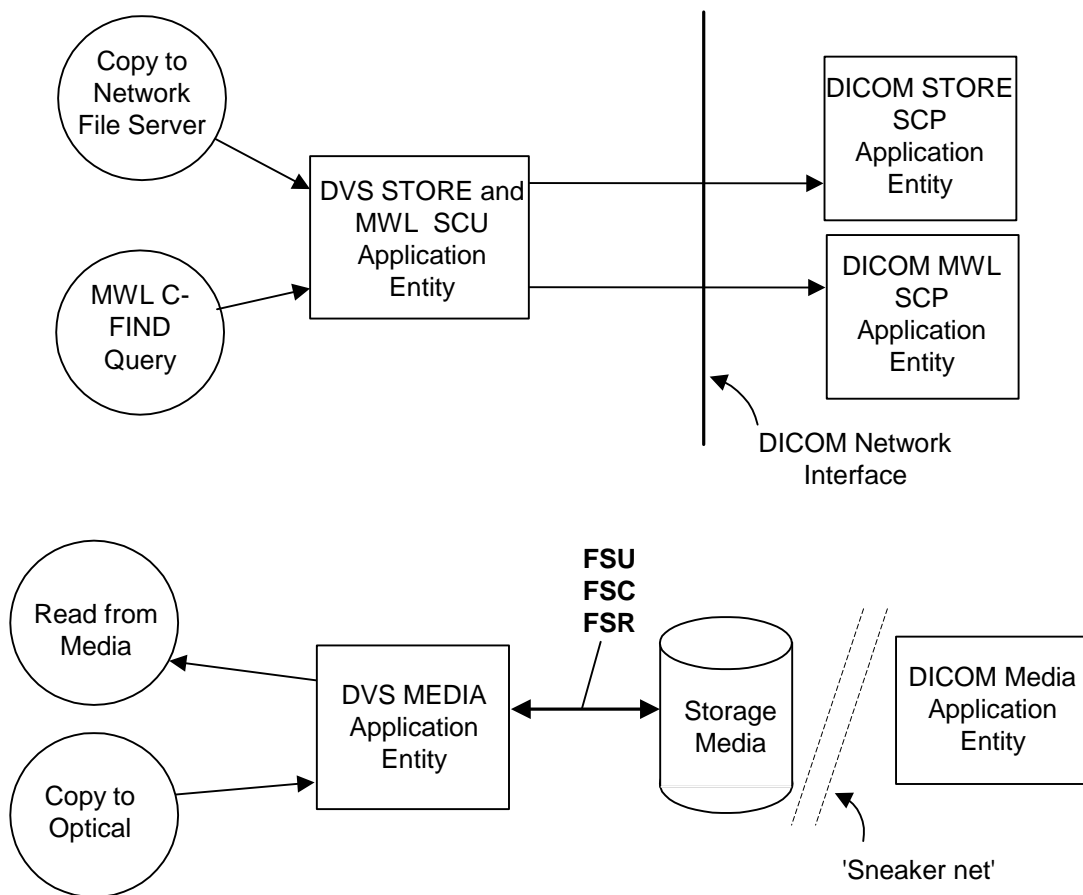 Copy to
Network
File Server
DICOM STORE
SCP
Application
Entity
DVS STORE and
MWL SCU
Application
Entity
MWL C-
FIND
Query
DICOM MWL
SCP
Application
Entity
DICOM Network
Interface
FSU
FSC
FSR
Read from
Media
DVS MEDIA
Application
Entity
Storage
Media
DICOM Media
Application
Entity
Copy to
Optical
'Sneaker net'